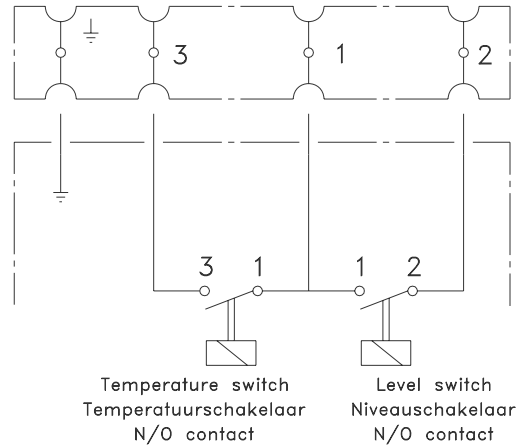 3 1 2
3 1 1 2
Temperature switch
Temperatuurschakelaar
N/O contact
Level switch
Niveauschakelaar
N/O contact